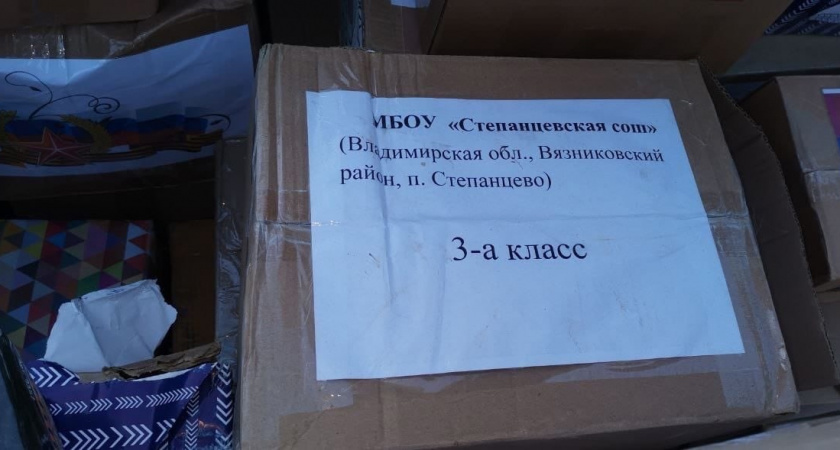 МБОУ «Степанцевская сош»
(Владимирская обл., Вязниковский
район, п. Степанцево)
3-а класс